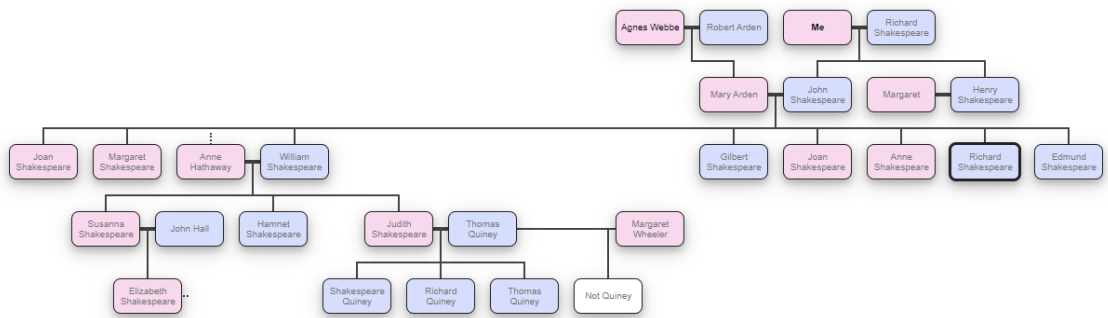 Agnes Webbe
Robert Arden
Me
Richard
Shakespeare
Mary Arden
John
Shakespeare
Margaret
Henry
Shakespeare
Joan
Shakespeare
Margaret
Shakespeare
Anne
Hathaway
William
Shakespeare
Gilbert
Shakespeare
Joan
Shakespeare
Anne
Shakespeare
Richard
Shakespeare
Edmund
Shakespeare
Susanna
Shakespeare
John Hall
Hamnet
Shakespeare
Judith
Shakespeare
Thomas
Quiney
Margaret
Wheeler
Elizabeth
Shakespeare
Shakespeare
Quiney
Richard
Quiney
Thomas
Quiney
Not Quiney